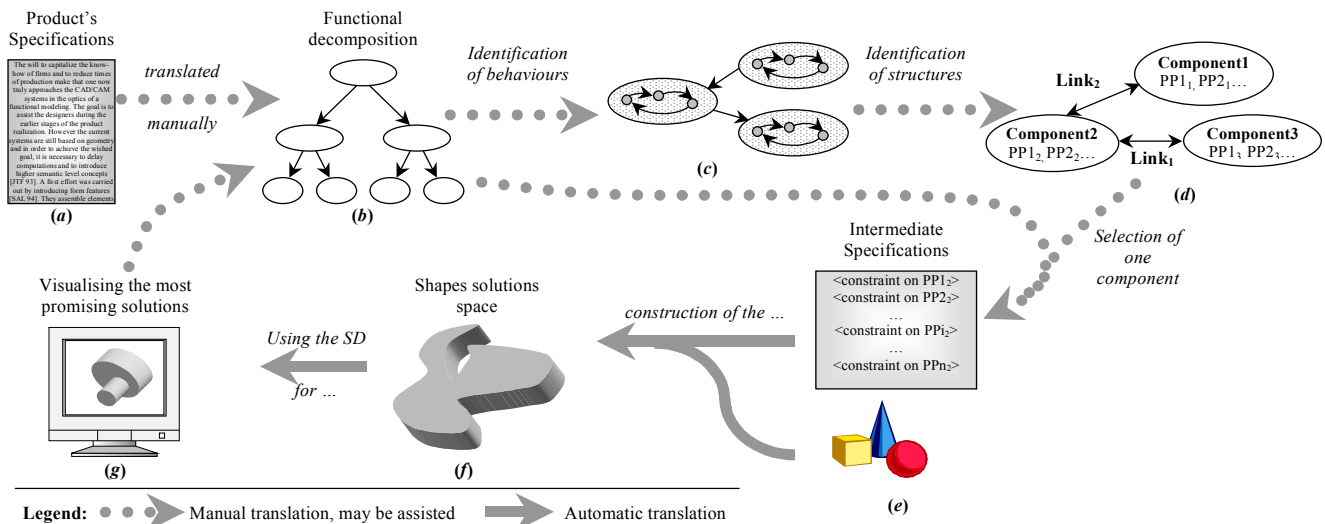 Product's
Specifications
The will to capitalize the know-
how of firms and to reduce times
of production make that one now
truly approaches the CAD/CAM
systems in the optics of a
functional modeling. The goal is to
assist the designers during the
earlier stages of the product
realization. However the current
systems are still based on geometry
and in order to achieve the wished
goal, it is necessary to delay
computations and to introduce
higher semantic level concepts
[JTF 93]. A first effort was carried
out by introducing form features
[SAL 94]. They assemble elements
(a)
translated
manually
Functional
decomposition
(b)
Identification
of behaviours
(c)
Identification
of structures
Component1
PP1₁, PP2₁…
Link₂
Component2
PP1₂, PP2₂…
Link₁
Component3
PP1₃, PP2₃…
(d)
Selection of
one
component
Intermediate
Specifications
<constraint on PP1₂>
<constraint on PP2₂>
…
<constraint on PPi₂>
…
<constraint on PPn₂>
(e)
construction of the …
Shapes solutions
space
(f)
Using the SD
for …
Visualising the most
promising solutions
(g)
Legend: Manual translation, may be assisted Automatic translation